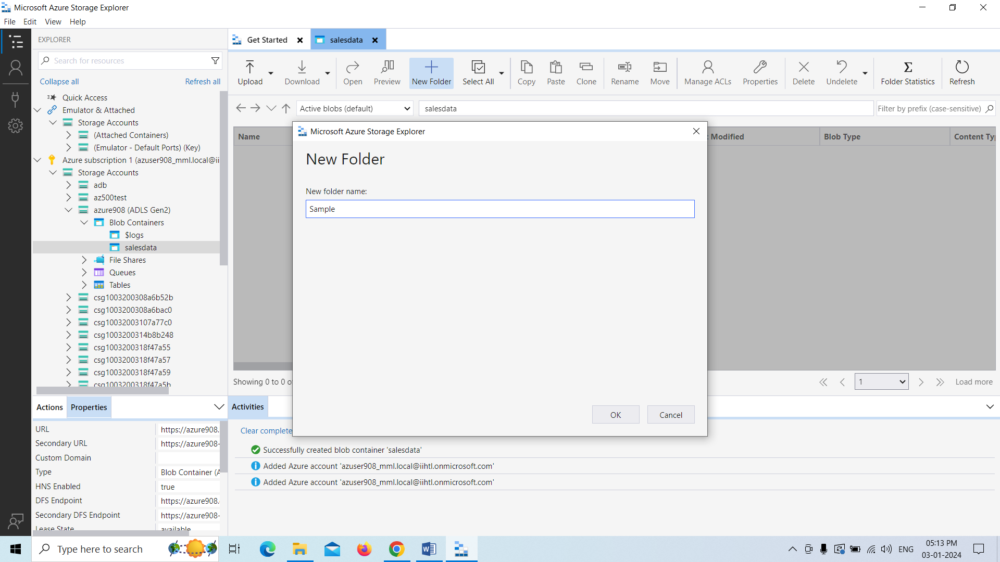 Microsoft Azure Storage Explorer
File Edit View Help
EXPLORER
Search for resources
Collapse all Refresh all
Quick Access
Emulator & Attached
Storage Accounts
(Attached Containers)
(Emulator - Default Ports) (Key)
Azure subscription 1 (azuser908_mml.local@ii
Storage Accounts
adb
az500test
azure908 (ADLS Gen2)
Blob Containers
$logs
salesdata
File Shares
Queues
Tables
csg1003200308a6b52b
csg1003200308a6bac0
csg10032003107a77c0
csg1003200314b8b248
csg1003200318f47a55
csg1003200318f47a57
csg1003200318f47a59
csg1003200318f47a5b
Actions Properties
URL https://azure908.
Secondary URL https://azure908-
Custom Domain
Type Blob Container (A
HNS Enabled true
DFS Endpoint https://azure908.
Secondary DFS Endpoint https://azure908-
Lease State available
Get Started salesdata
Upload Download Open Preview New Folder Select All Copy Paste Clone Rename Move Manage ACLs Properties Delete Undelete Folder Statistics Refresh
Active blobs (default) salesdata Filter by prefix (case-sensitive)
Name Modified Blob Type Content Ty
Microsoft Azure Storage Explorer
New Folder
New folder name:
Sample
OK Cancel
Showing 0 to 0 o 1 Load more
Activities
Clear complete
Successfully created blob container 'salesdata'
Added Azure account 'azuser908_mml.local@iihtl.onmicrosoft.com'
Added Azure account 'azuser908_mml.local@iihtl.onmicrosoft.com'
Type here to search
ENG
05:13 PM
03-01-2024